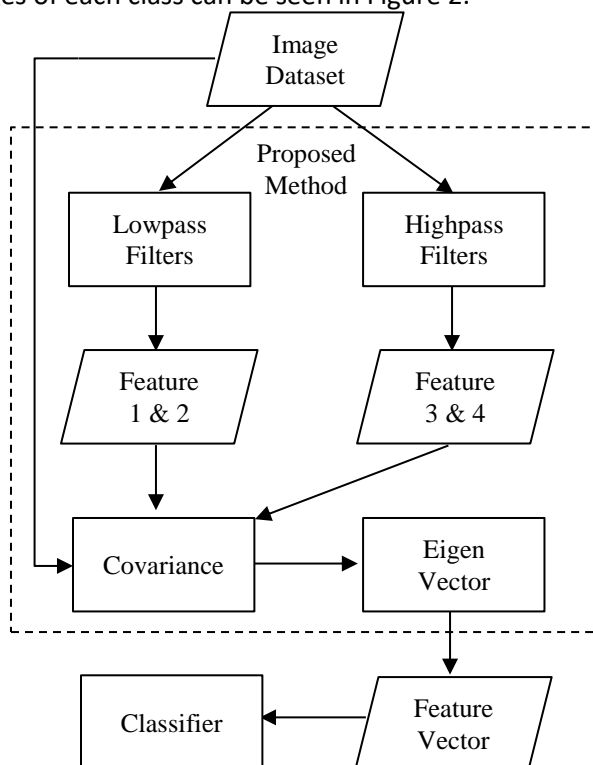 es of each class can be seen in Figure 2.
Image
Dataset
Proposed
Method
Lowpass
Filters
Highpass
Filters
Feature
1 & 2
Feature
3 & 4
Covariance
Eigen
Vector
Classifier
Feature
Vector